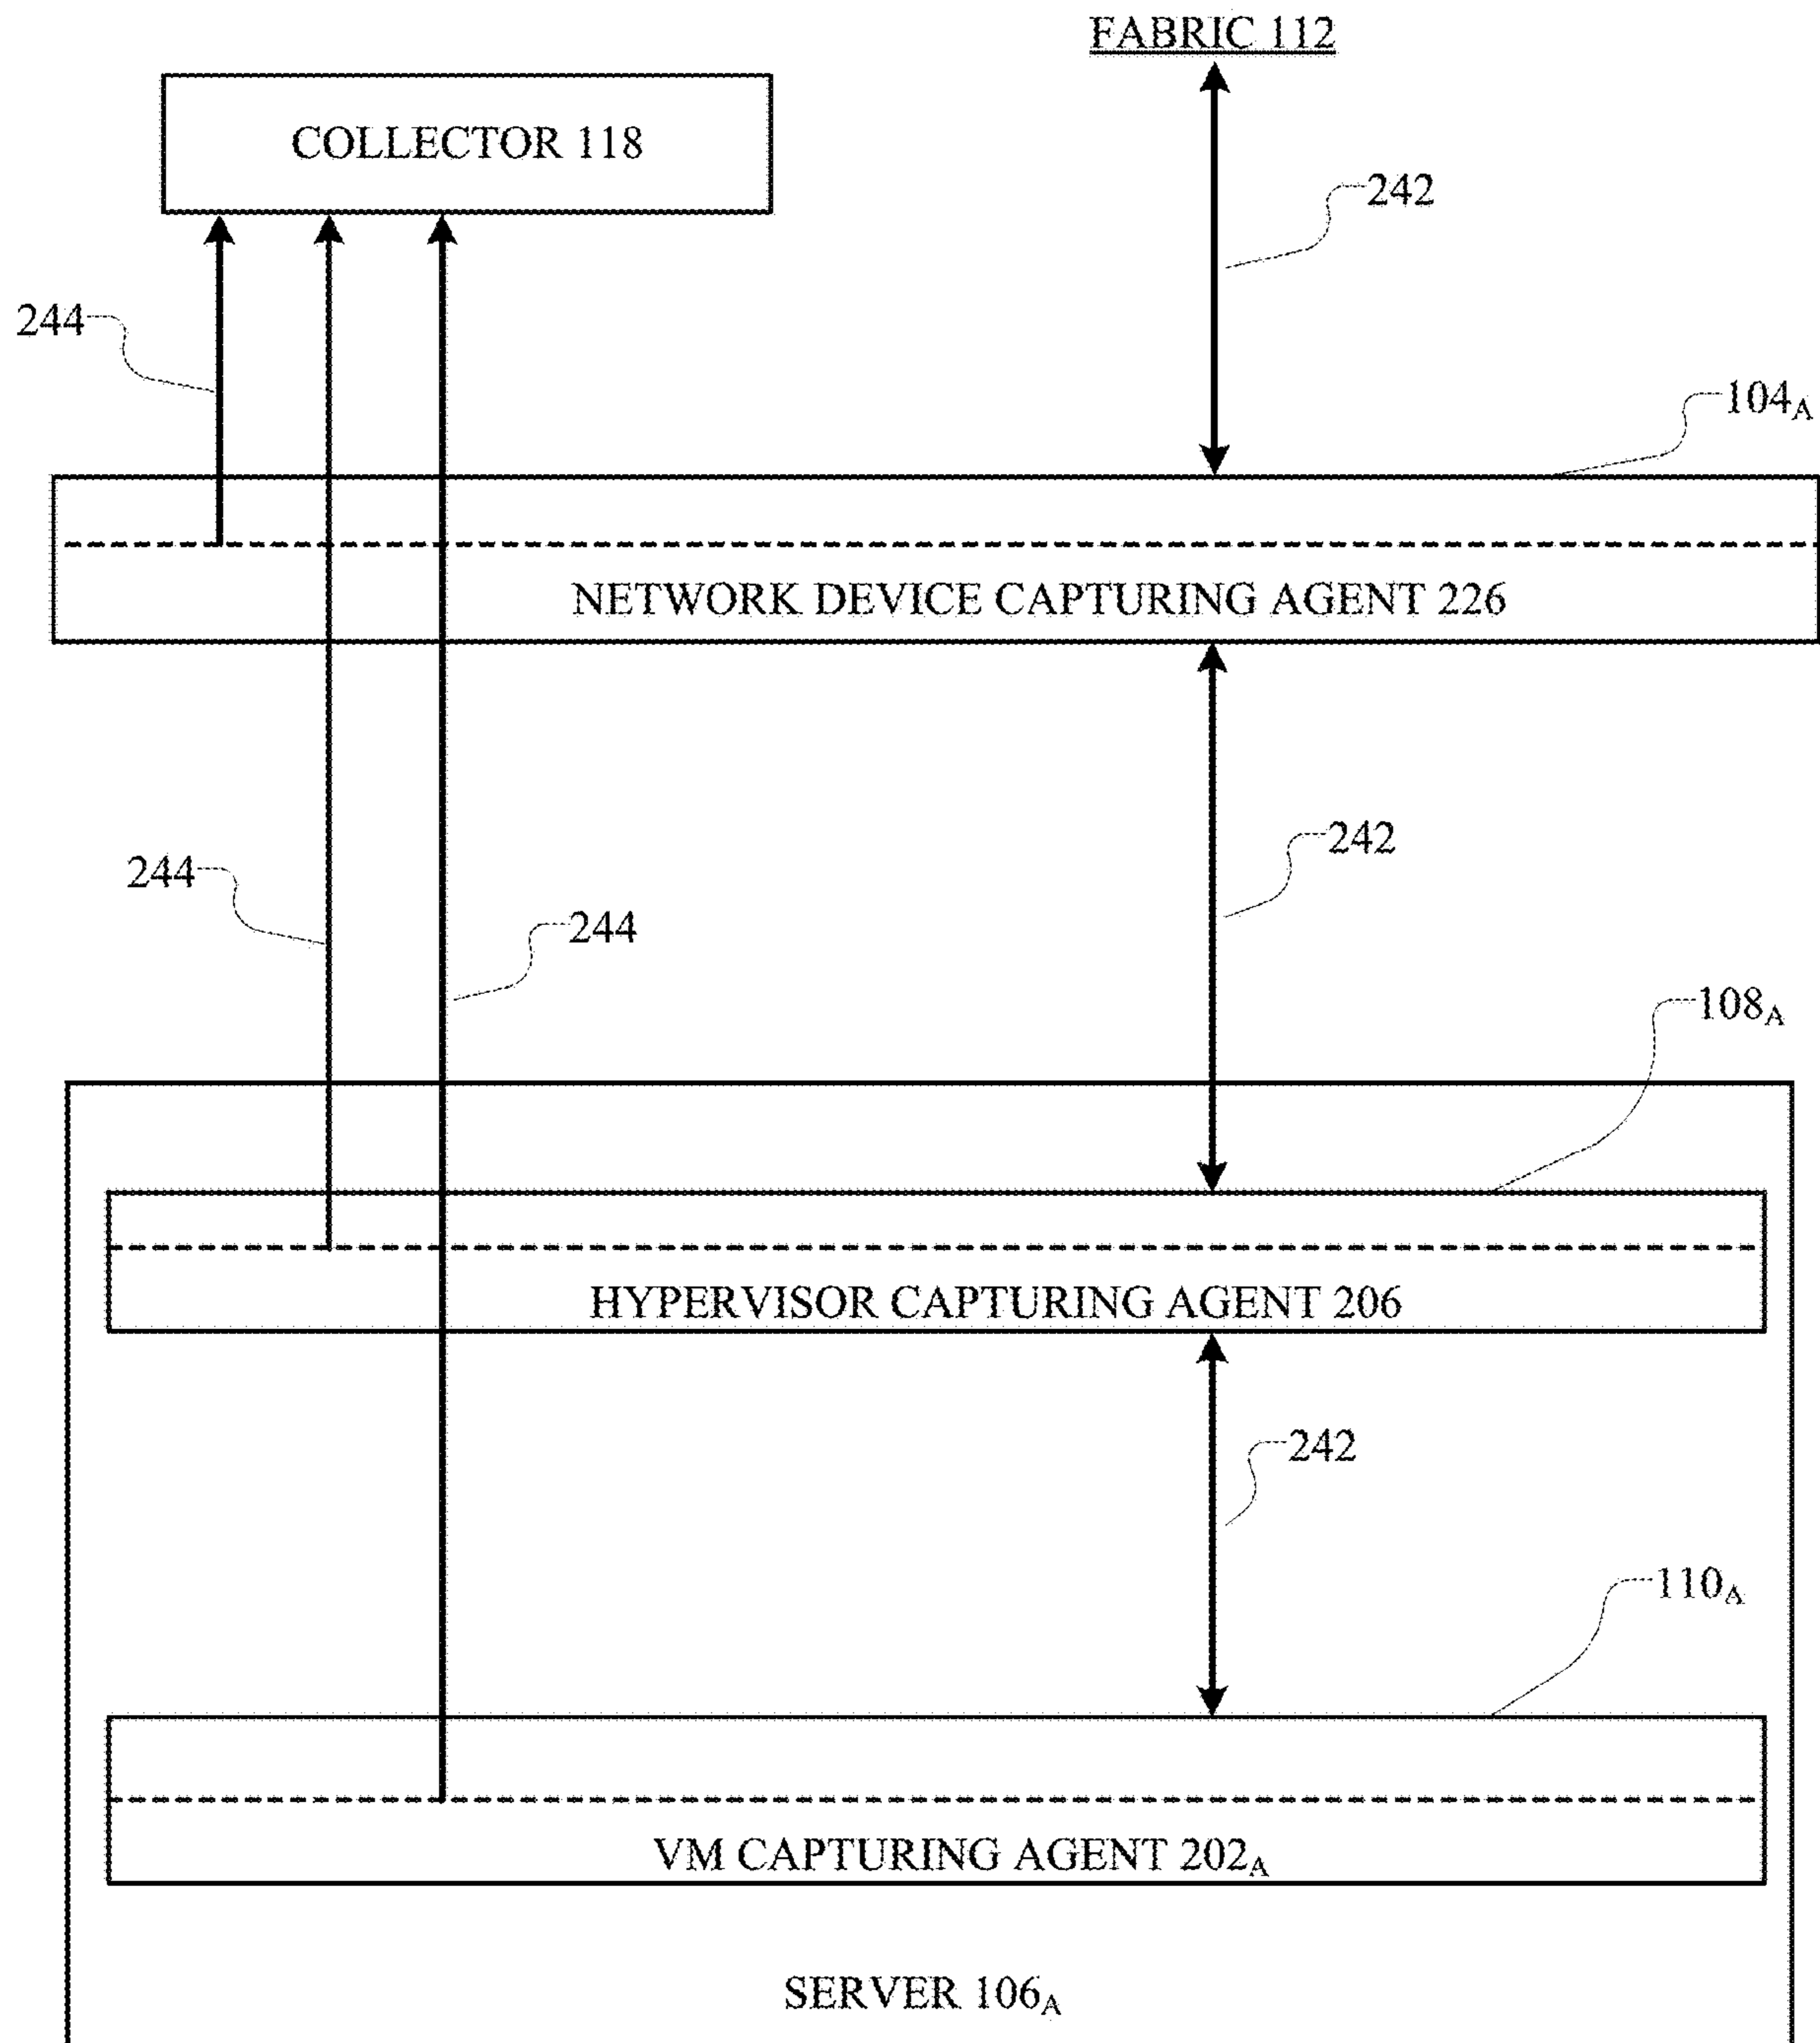 FABRIC 112
COLLECTOR 118
242
244
104A
NETWORK DEVICE CAPTURING AGENT 226
242
244
244
108A
HYPERVISOR CAPTURING AGENT 206
242
110A
VM CAPTURING AGENT 202A
SERVER 106A